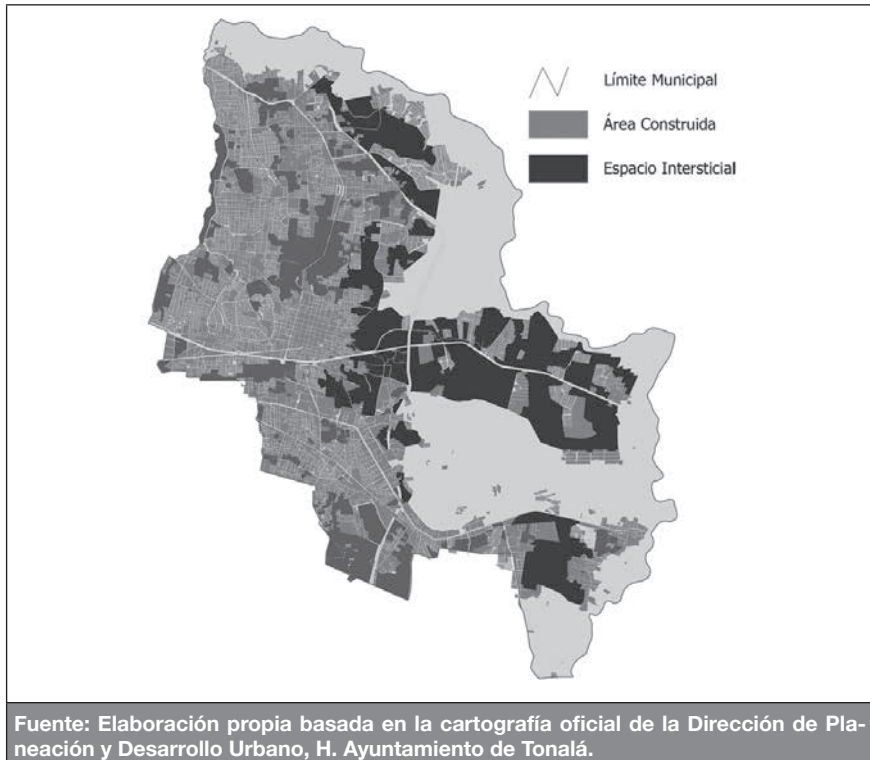 Límite Municipal
Área Construida
Espacio Intersticial
Fuente: Elaboración propia basada en la cartografía oficial de la Dirección de Pla-
neación y Desarrollo Urbano, H. Ayuntamiento de Tonalá.